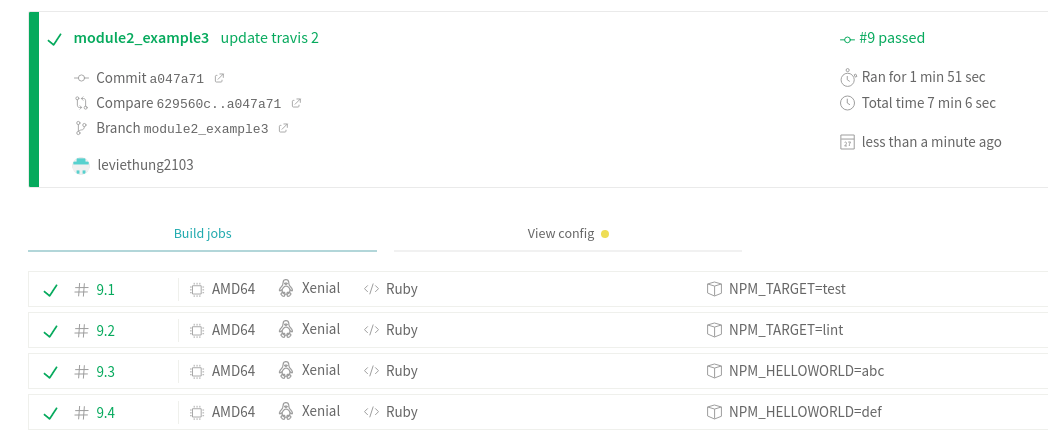 module2_example3 update travis 2
#9 passed
Commit a047a71
Ran for 1 min 51 sec
Compare 629560c..a047a71
Total time 7 min 6 sec
Branch module2_example3
27 less than a minute ago
leviethung2103
Build jobs View config
# 9.1 AMD64 Xenial </> Ruby NPM_TARGET=test
# 9.2 AMD64 Xenial </> Ruby NPM_TARGET=lint
# 9.3 AMD64 Xenial </> Ruby NPM_HELLOWORLD=abc
# 9.4 AMD64 Xenial </> Ruby NPM_HELLOWORLD=def